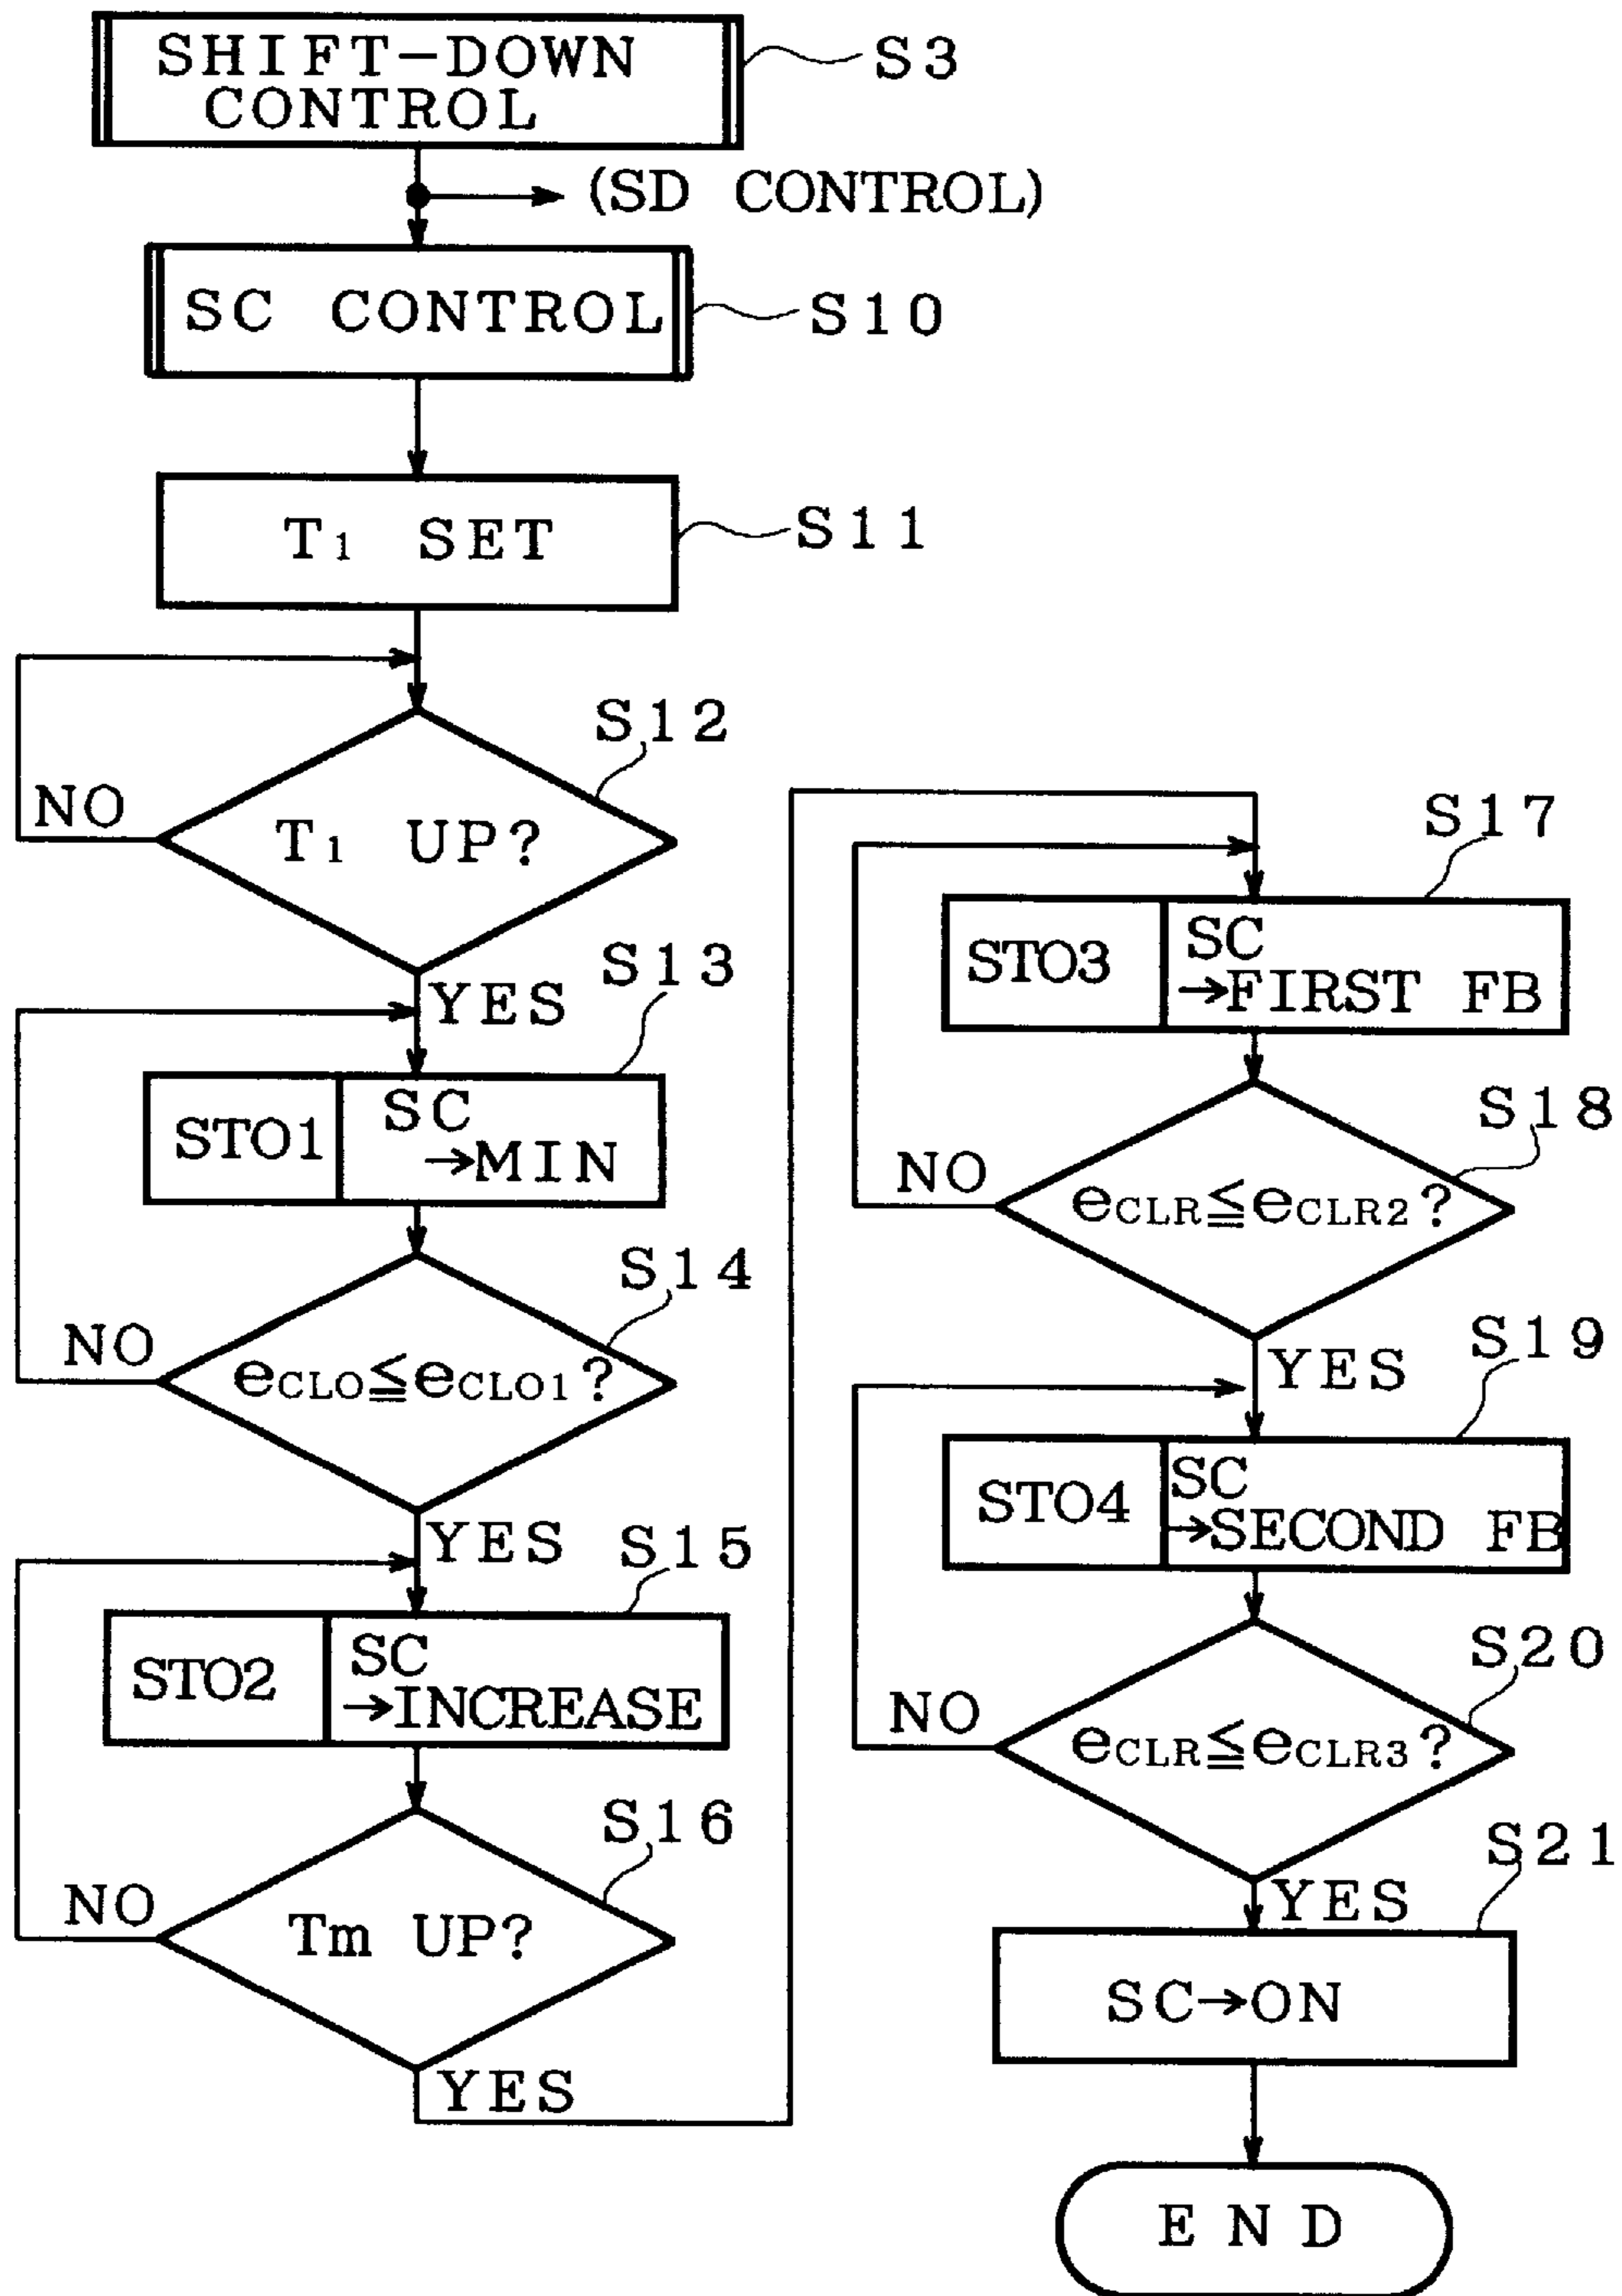 SHIFT-DOWN
CONTROL
S3
(SD CONTROL)
SC CONTROL
S10
T1 SET
S11
S12
NO
T1 UP?
YES
S13
STO1
SC
→MIN
S14
NO
eCLO≦eCLO1?
YES
S15
STO2
SC
→INCREASE
S16
NO
Tm UP?
YES
S17
STO3
SC
→FIRST FB
S18
NO
eCLR≦eCLR2?
YES
S19
STO4
SC
→SECOND FB
S20
NO
eCLR≦eCLR3?
YES
S21
SC→ON
END